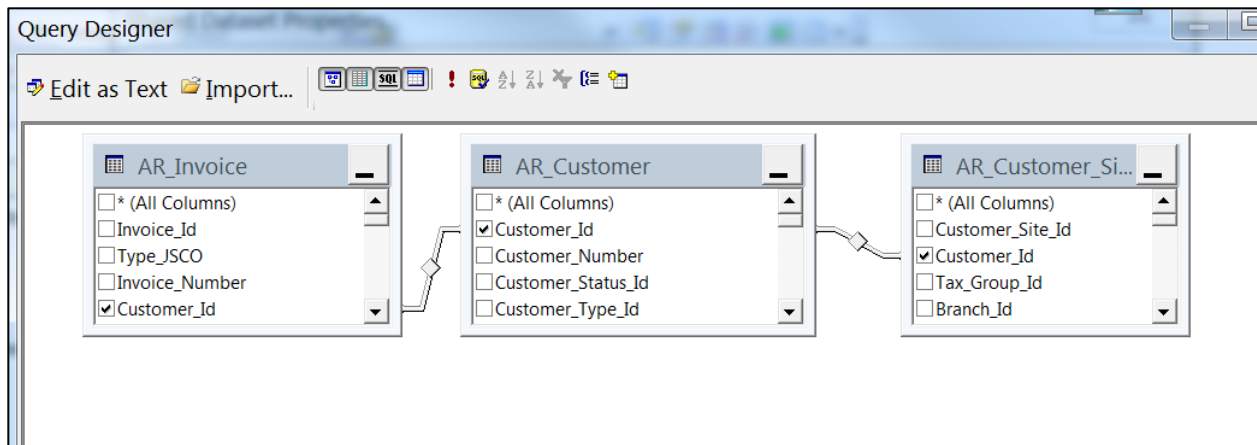 Query Designer
Edit as Text Import...
AR_Invoice
* (All Columns)
Invoice_Id
Type_JSCO
Invoice_Number
Customer_Id
AR_Customer
* (All Columns)
Customer_Id
Customer_Number
Customer_Status_Id
Customer_Type_Id
AR_Customer_Si...
* (All Columns)
Customer_Site_Id
Customer_Id
Tax_Group_Id
Branch_Id